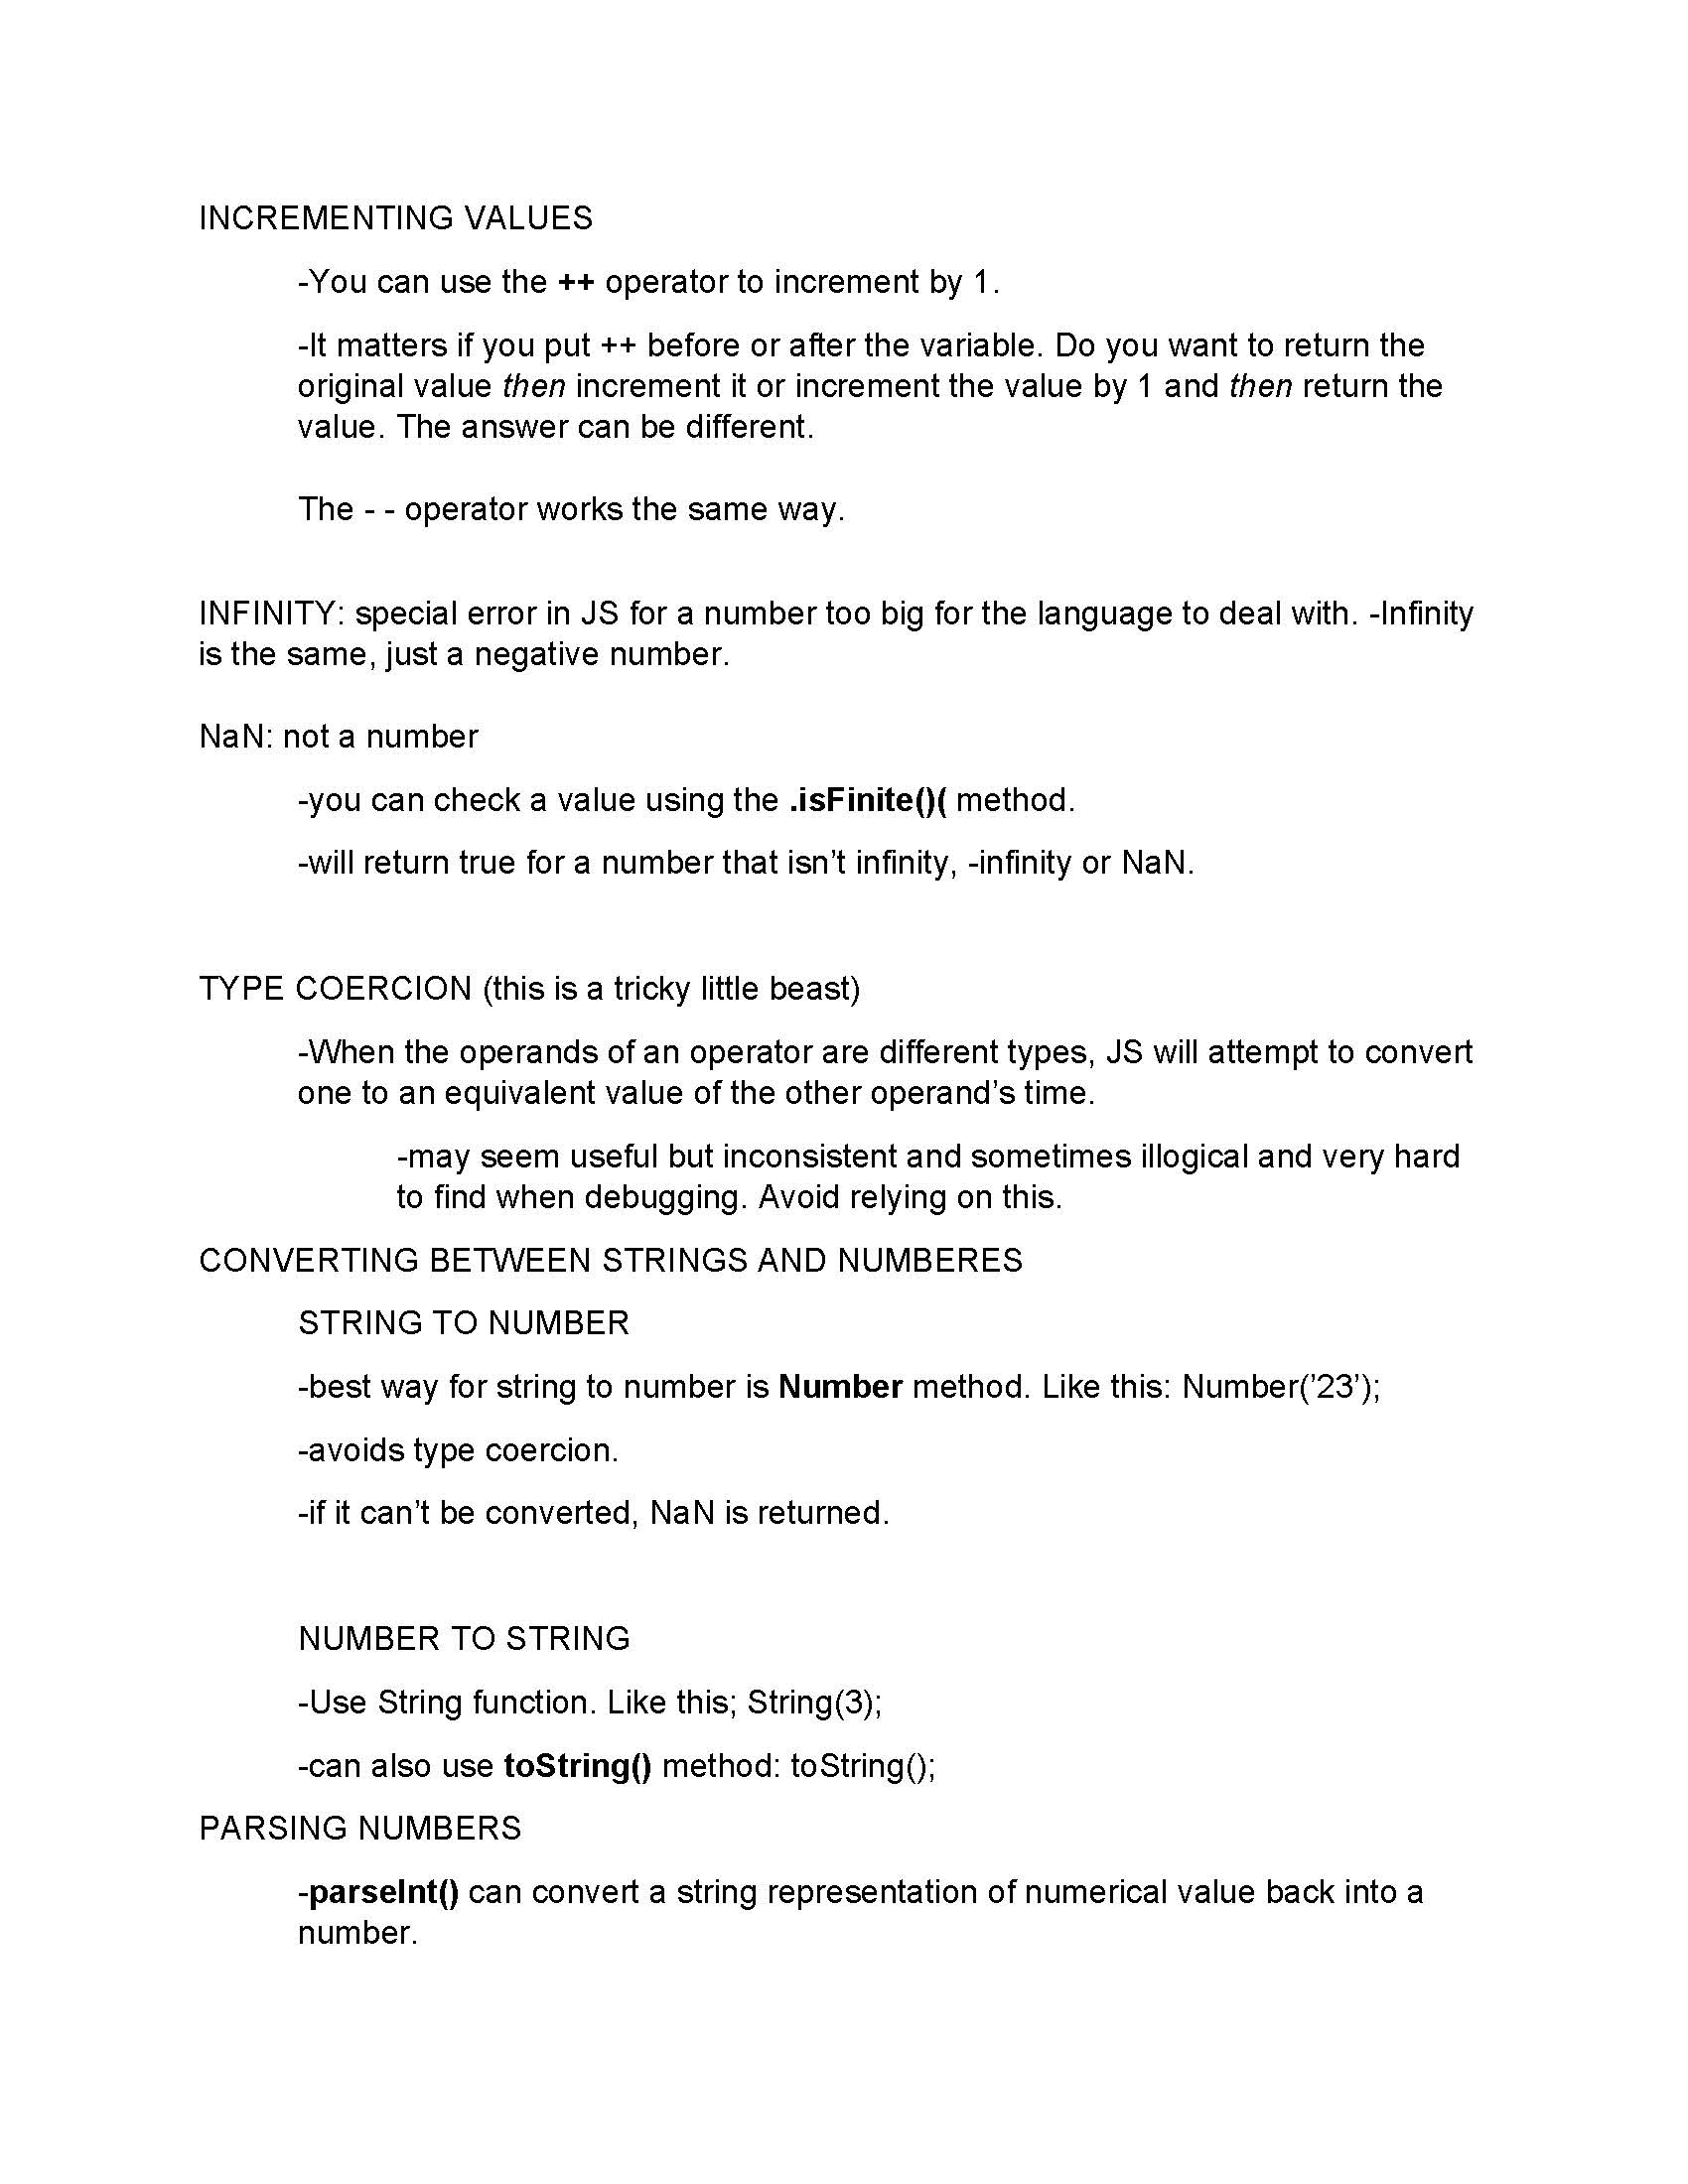 INCREMENTING VALUES
-You can use the ++ operator to increment by 1.
-It matters if you put ++ before or after the variable. Do you want to return the
original value then increment it or increment the value by 1 and then return the
value. The answer can be different.
The - - operator works the same way.
INFINITY: special error in JS for a number too big for the language to deal with. -Infinity
is the same, just a negative number.
NaN: not a number
-you can check a value using the .isFinite()( method.
-will return true for a number that isn’t infinity, -infinity or NaN.
TYPE COERCION (this is a tricky little beast)
-When the operands of an operator are different types, JS will attempt to convert
one to an equivalent value of the other operand’s time.
-may seem useful but inconsistent and sometimes illogical and very hard
to find when debugging. Avoid relying on this.
CONVERTING BETWEEN STRINGS AND NUMBERES
STRING TO NUMBER
-best way for string to number is Number method. Like this: Number(’23’);
-avoids type coercion.
-if it can’t be converted, NaN is returned.
NUMBER TO STRING
-Use String function. Like this; String(3);
-can also use toString() method: toString();
PARSING NUMBERS
-parseInt() can convert a string representation of numerical value back into a
number.